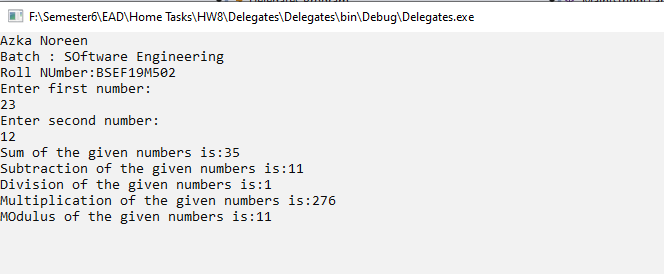 F:\Semester6\EAD\Home Tasks\HW8\Delegates\Delegates\bin\Debug\Delegates.exe
Azka Noreen
Batch : SOftware Engineering
Roll NUmber:BSEF19M502
Enter first number:
23
Enter second number:
12
Sum of the given numbers is:35
Subtraction of the given numbers is:11
Division of the given numbers is:1
Multiplication of the given numbers is:276
MOdulus of the given numbers is:11